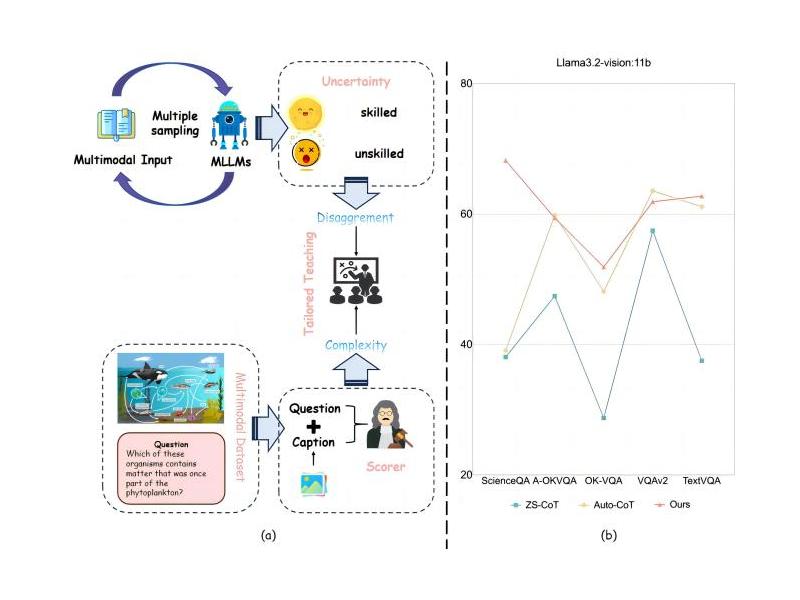 Multiple
sampling
Multimodal Input
MLLMs
Uncertainty
skilled
unskilled
Disaggrement
Tailored Teaching
Complexity
Multimodal Dataset
Question
Which of these
organisms contains
matter that was once
part of the
phytoplankton?
Question
+
Caption
Scorer
(a)
Llama3.2-vision:11b
80
60
40
20
ScienceQA A-OKVQA OK-VQA VQAv2 TextVQA
ZS-CoT Auto-CoT Ours
(b)